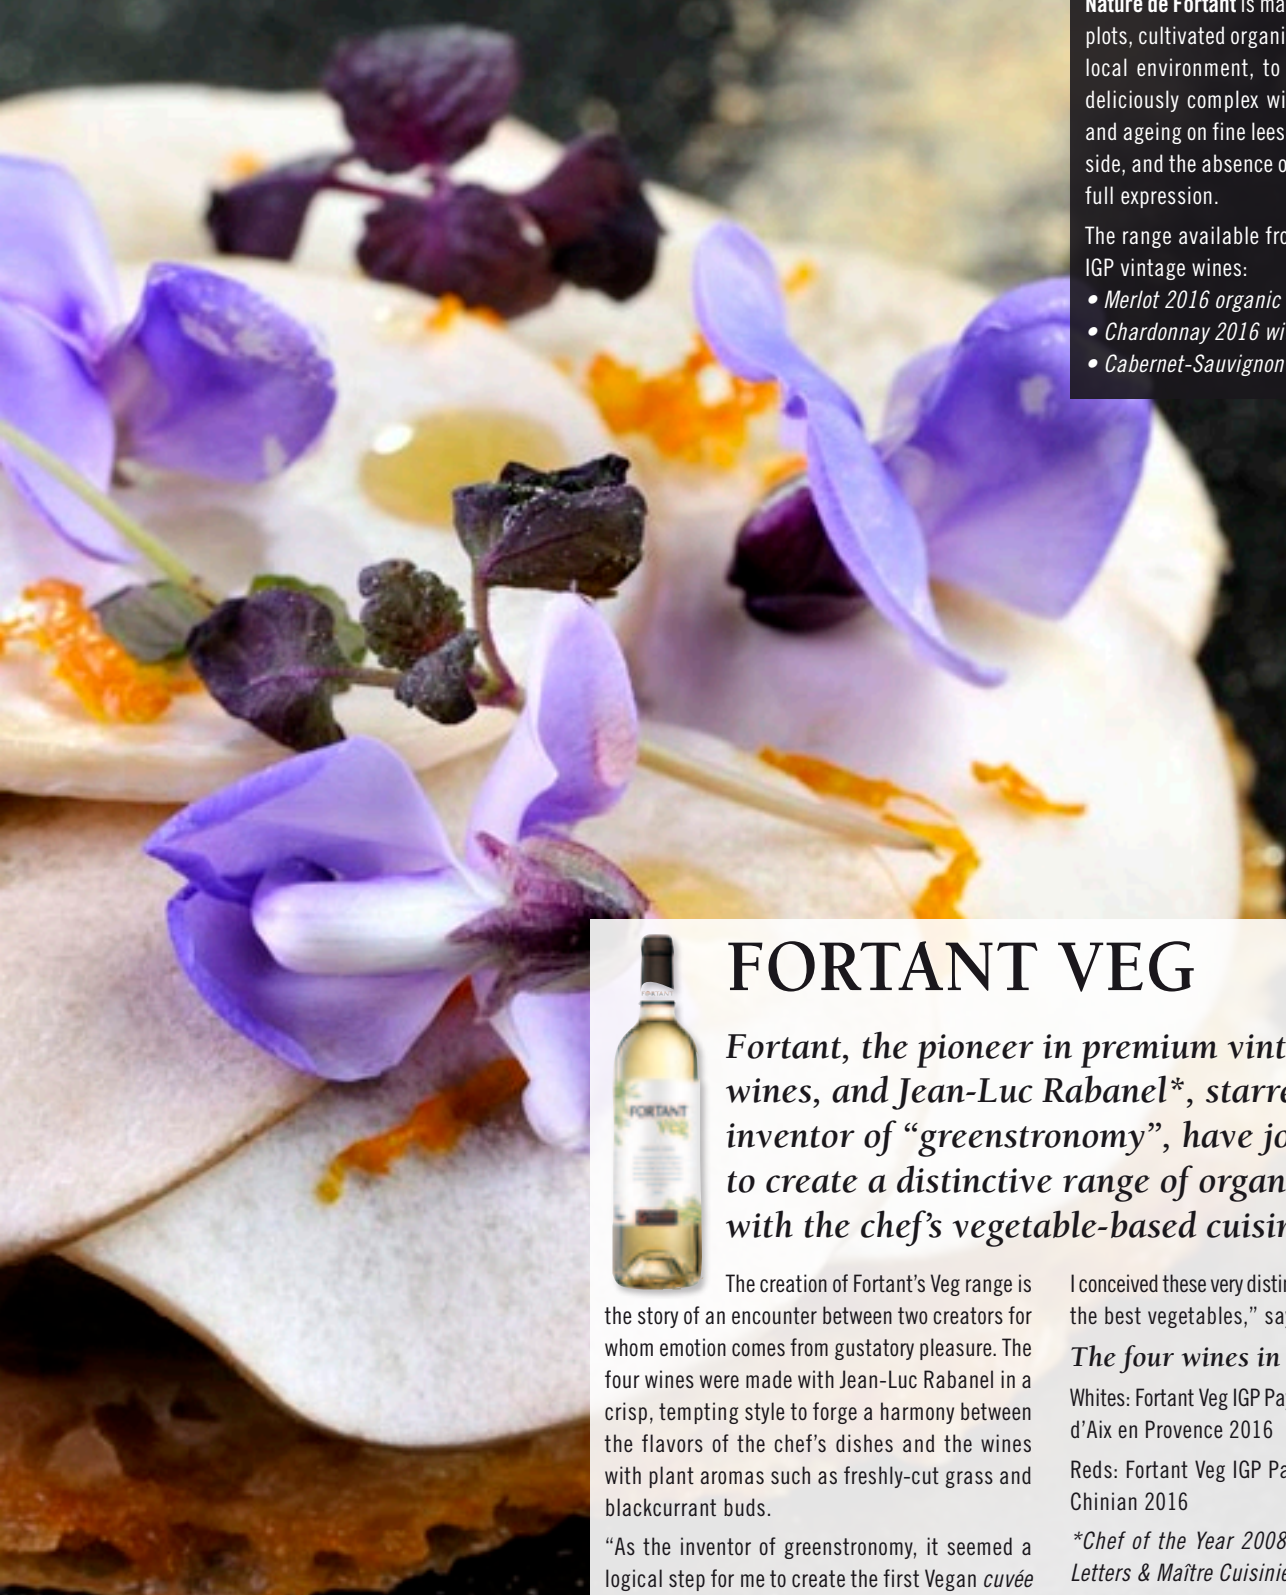 Nature de Fortant is ma
plots, cultivated organi
local environment, to
deliciously complex wi
and ageing on fine lees
side, and the absence o
full expression.
The range available fro
IGP vintage wines:
• Merlot 2016 organic
• Chardonnay 2016 wi
• Cabernet-Sauvignon
FORTANT VEG
Fortant, the pioneer in premium vint
wines, and Jean-Luc Rabanel*, starre
inventor of “greenstronomy”, have jo
to create a distinctive range of organ
with the chef’s vegetable-based cuisin
FORTANT
veg
The creation of Fortant’s Veg range is
the story of an encounter between two creators for
whom emotion comes from gustatory pleasure. The
four wines were made with Jean-Luc Rabanel in a
crisp, tempting style to forge a harmony between
the flavors of the chef’s dishes and the wines
with plant aromas such as freshly-cut grass and
blackcurrant buds.
“As the inventor of greenstronomy, it seemed a
logical step for me to create the first Vegan cuvée
I conceived these very distin
the best vegetables,” sa
The four wines in
Whites: Fortant Veg IGP Pa
d’Aix en Provence 2016
Reds: Fortant Veg IGP Pa
Chinian 2016
*Chef of the Year 2008
Letters & Maître Cuisini